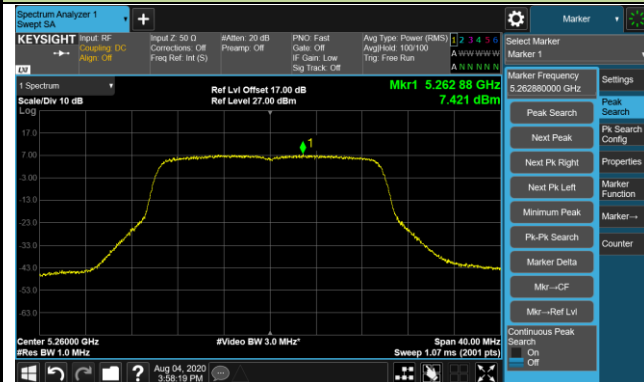 Spectrum Analyzer 1
Swept SA
+
Marker
KEYSIGHT Input: RF Input Z: 50 Ω #Atten: 20 dB PNO: Fast Avg Type: Power (RMS) 1 2 3 4 5 6
Coupling: DC Corrections: Off Preamp: Off Gate: Off Avg|Hold: 100/100 A W W W W W
Align: Off Freq Ref: Int (S) IF Gain: Low Trig: Free Run
Sig Track: Off A N N N N N
LXI
Select Marker
Marker 1
1 Spectrum
Ref Lvl Offset 17.00 dB Mkr1 5.262 88 GHz
Scale/Div 10 dB Ref Level 27.00 dBm 7.421 dBm
Log
17.0
7.00
-3.00
-13.0
-23.0
-33.0
-43.0
-53.0
-63.0
1
Center 5.26000 GHz #Video BW 3.0 MHz* Span 40.00 MHz
#Res BW 1.0 MHz Sweep 1.07 ms (2001 pts)
Marker Frequency
5.262880000 GHz
Peak Search
Next Peak
Next Pk Right
Next Pk Left
Minimum Peak
Pk-Pk Search
Marker Delta
Mkr→CF
Mkr→Ref Lvl
Continuous Peak
Search
On
Off
Settings
Peak
Search
Pk Search
Config
Properties
Marker
Function
Marker→
Counter
?
Aug 04, 2020
3:58:19 PM